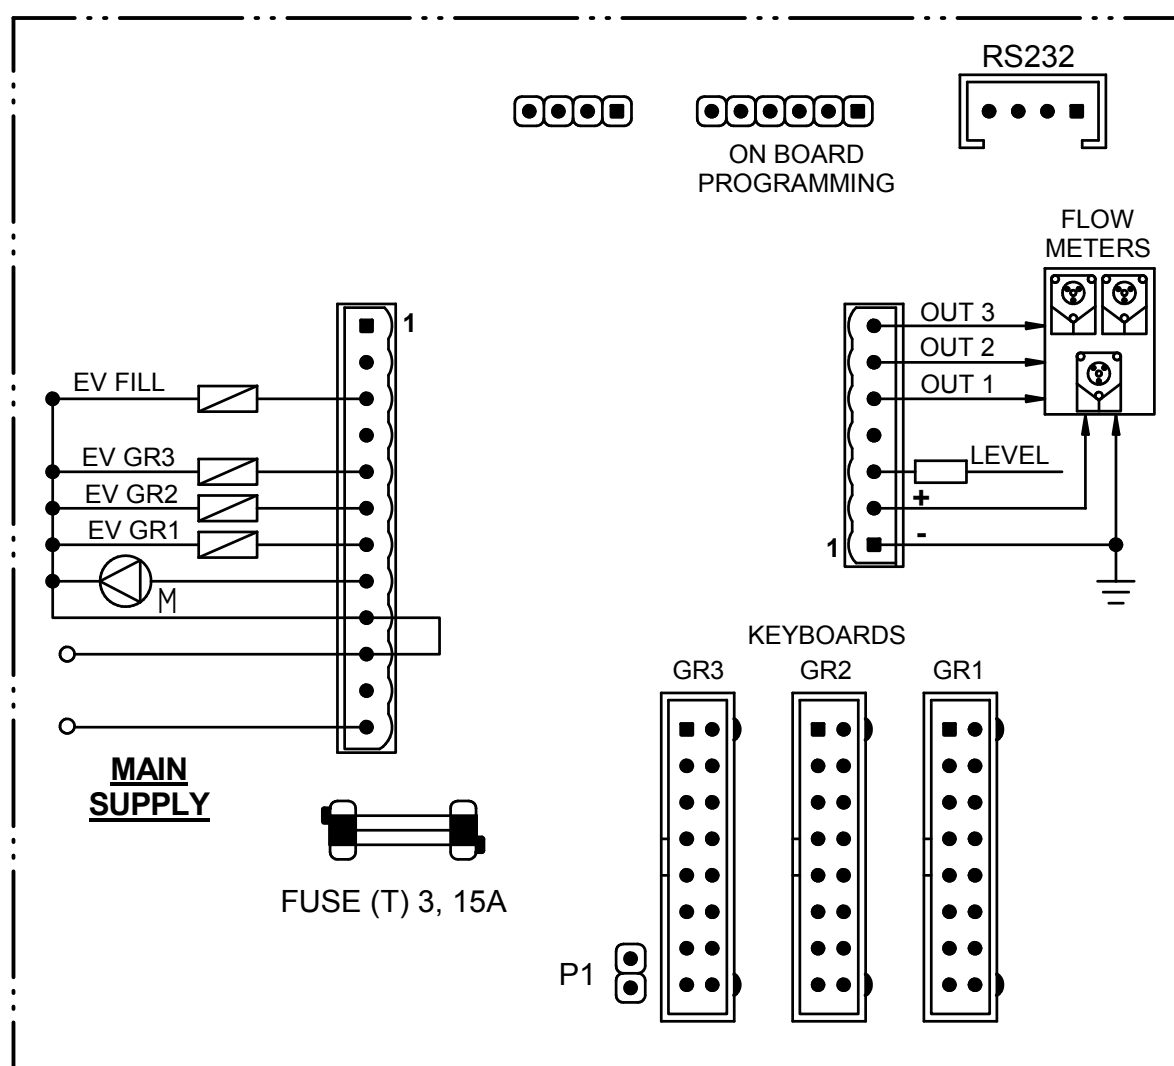 RS232
ON BOARD
PROGRAMMING
FLOW
METERS
1
OUT 3
OUT 2
OUT 1
EV FILL
EV GR3
EV GR2
EV GR1
M
LEVEL
+
-
1
KEYBOARDS
GR3 GR2 GR1
MAIN
SUPPLY
FUSE (T) 3, 15A
P1